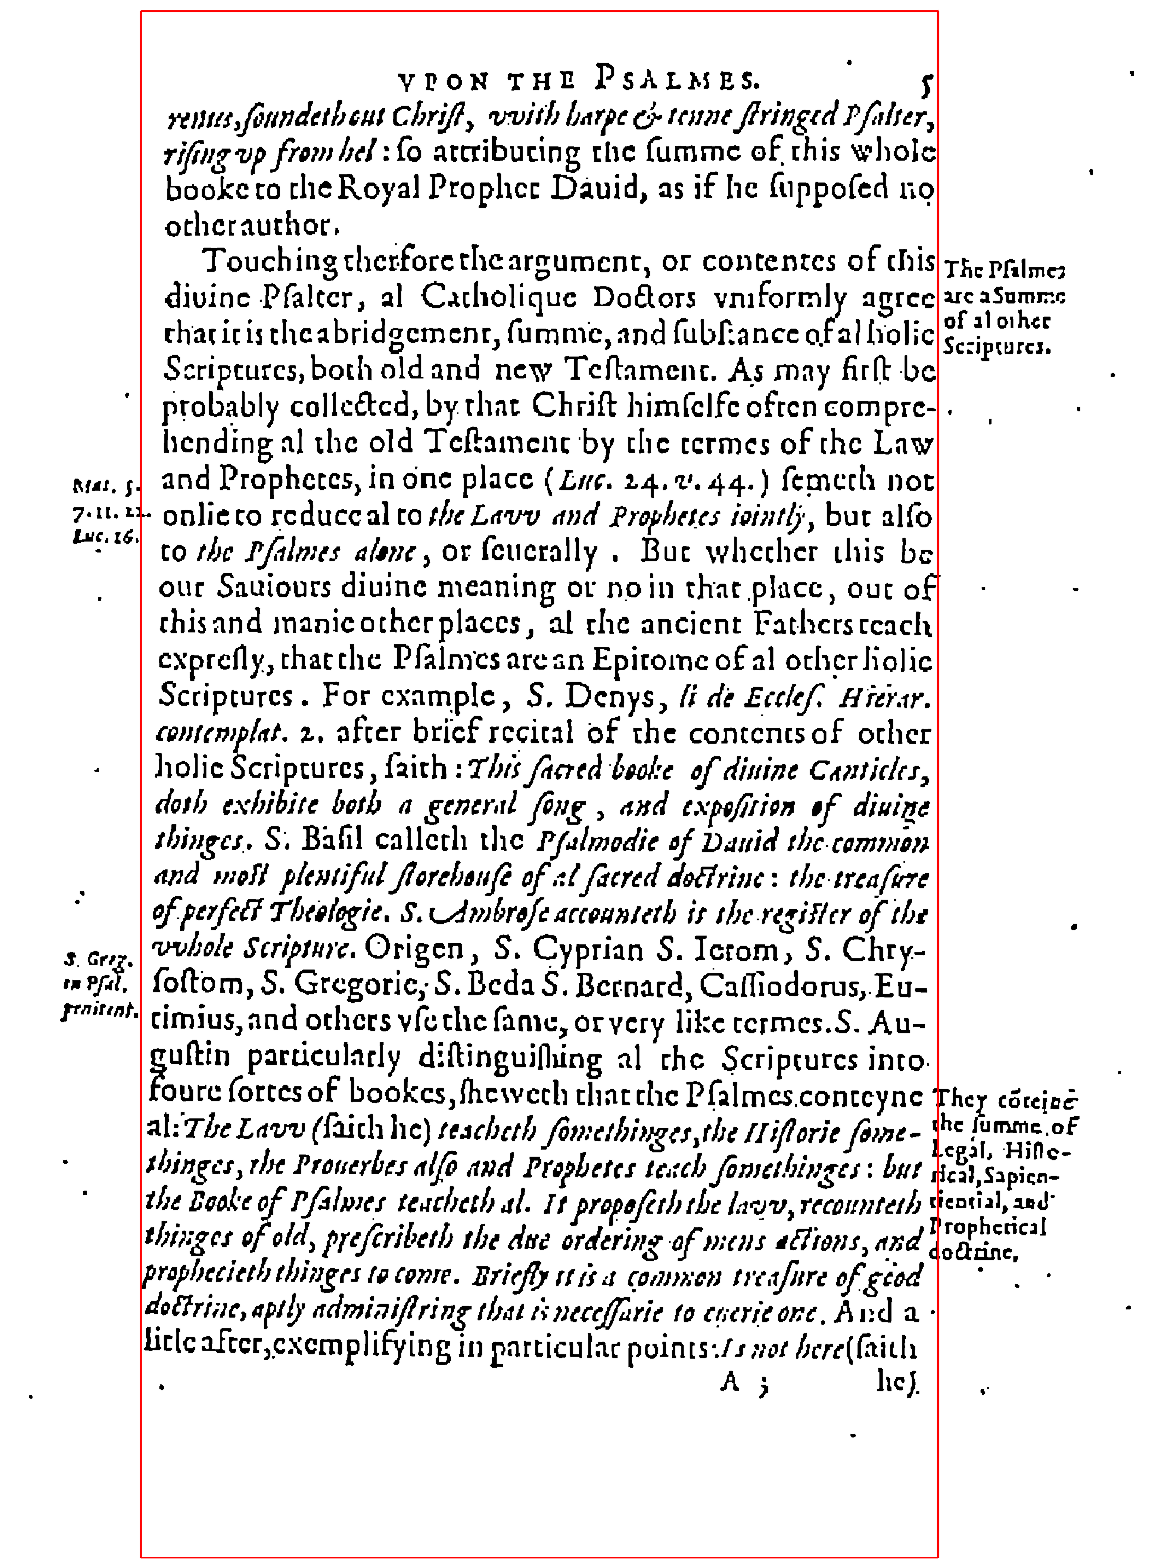 VPON THE PSALMES. 5
renus, soundeth out Christ, vvith harpe & tenne stringed Psalter,
rising vp from hel: so attributing the summe of this whole
booke to the Royal Prophet Dauid, as if he supposed no
other author.
Touching therfore the argument, or contentes of this
diuine Psalter, al Catholique Doctors vniformly agree
that it is the abridgement, summe, and substance of al holie
Scriptures, both old and new Testament. As may first be
probably collected, by that Christ himselfe often compre-
hending al the old Testament by the termes of the Law
and Prophetes, in one place (Luc. 24. v. 44.) semeth not
onlie to reduce al to the Lavv and Prophetes iointly, but also
to the Psalmes alone, or seuerally. But whether this be
our Sauiours diuine meaning or no in that place, out of
this and manie other places, al the ancient Fathers teach
expresly, that the Psalmes are an Epitome of al other holie
Scriptures. For example, S. Denys, li de Eccles. Hierar.
contemplat. 2. after brief recital of the contents of other
holie Scriptures, saith: This sacred booke of diuine Canticles,
doth exhibite both a general song, and exposition of diuine
thinges. S. Basil calleth the Psalmodie of Dauid the common
and most plentiful storehouse of al sacred doctrine: the treasure
of perfect Theologie. S. Ambrose accounteth it the register of the
vvhole Scripture. Origen, S. Cyprian S. Ierom, S. Chry-
sostom, S. Gregorie, S. Beda S. Bernard, Cassiodorus, Eu-
timius, and others vse the same, or very like termes. S. Au-
gustin particularly distinguishing al the Scriptures into
foure sortes of bookes, sheweth that the Psalmes conteyne
al: The Lavv (saith he) teacheth somethinges, the Historie some-
thinges, the Prouerbes also and Prophetes teach somethinges: but
the Booke of Psalmes teacheth al. It proposeth the lavv, recounteth
thinges of old, prescribeth the due ordering of mens actions, and
prophecieth thinges to come. Briefly it is a common treasure of good
doctrine, aptly administring that is necessarie to euerie one. And a
litle after, exemplifying in particular points: Is not here (saith
A 3 he)
The Psalmes
are a Summe
of al other
Scriptures.
Mat. 5.
7. 11. 22.
Luc. 16.
S. Greg.
in Psal.
penitent.
They cōteine
the summe of
Legal, Histo-
rical, Sapien-
tiential, and
Prophetical
doctrine.